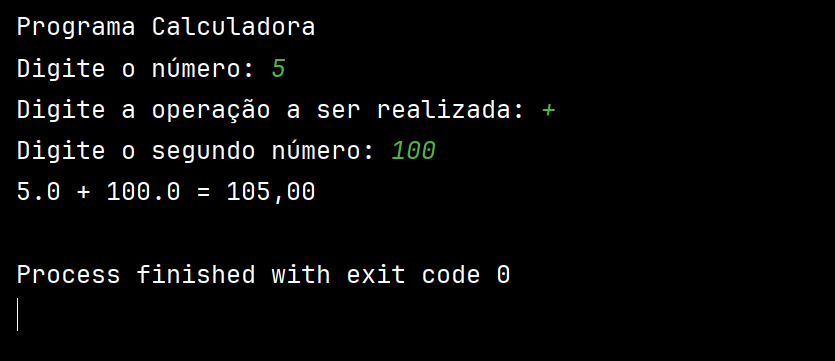 Programa Calculadora
Digite o número: 5
Digite a operação a ser realizada: +
Digite o segundo número: 100
5.0 + 100.0 = 105,00
Process finished with exit code 0